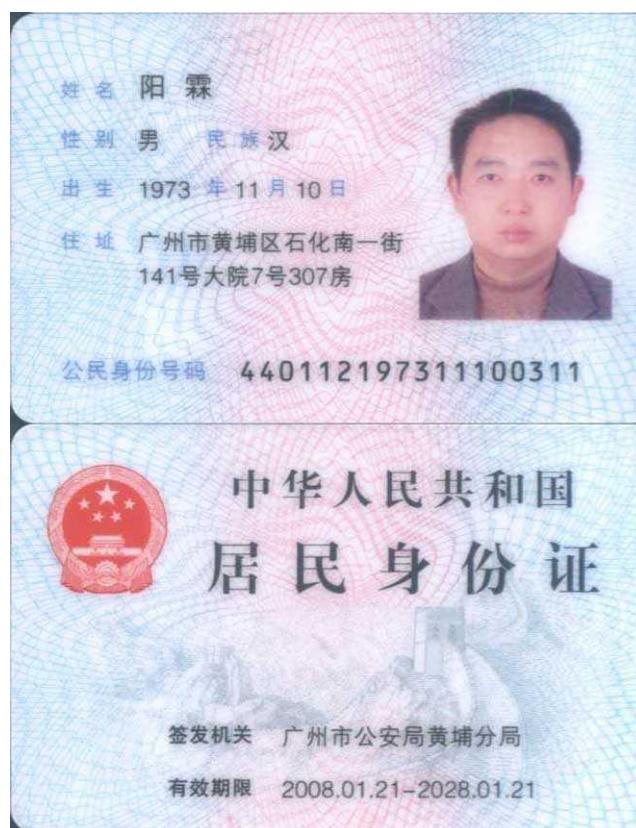 姓名 阳霖
性别 男 民族 汉
出生 1973 年 11 月 10 日
住址 广州市黄埔区石化南一街
141号大院7号307房
公民身份号码 440112197311100311
中华人民共和国
居民身份证
签发机关 广州市公安局黄埔分局
有效期限 2008.01.21-2028.01.21